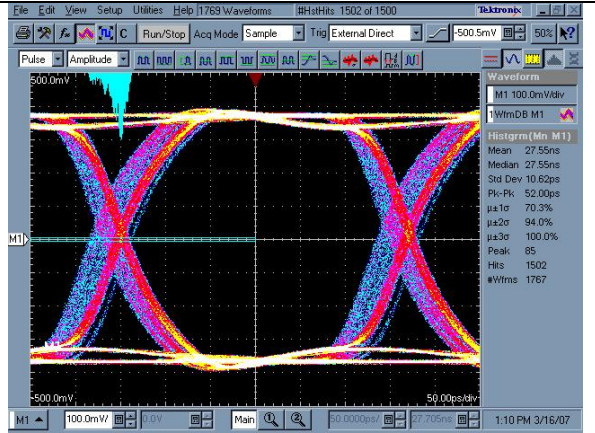 File Edit View Setup Utilities Help 1769 Waveforms #HstHits 1502 of 1500 Tektronix
Run/Stop Acq Mode Sample Trig External Direct -500.5mV 50%
Pulse Amplitude
500.0mV
Waveform
M1 100.0mV/div
1WfmDB M1
Histgrm(Mn M1)
Mean 27.55ns
Median 27.55ns
Std Dev 10.62ps
Pk-Pk 52.00ps
µ±1σ 70.3%
µ±2σ 94.0%
µ±3σ 100.0%
Peak 85
Hits 1502
#Wfms 1767
M1
-500.0mV 50.00ps/div
M1 100.0mV/ 0.0V Main 50.0000ps/ 27.705ns 1:10 PM 3/16/07